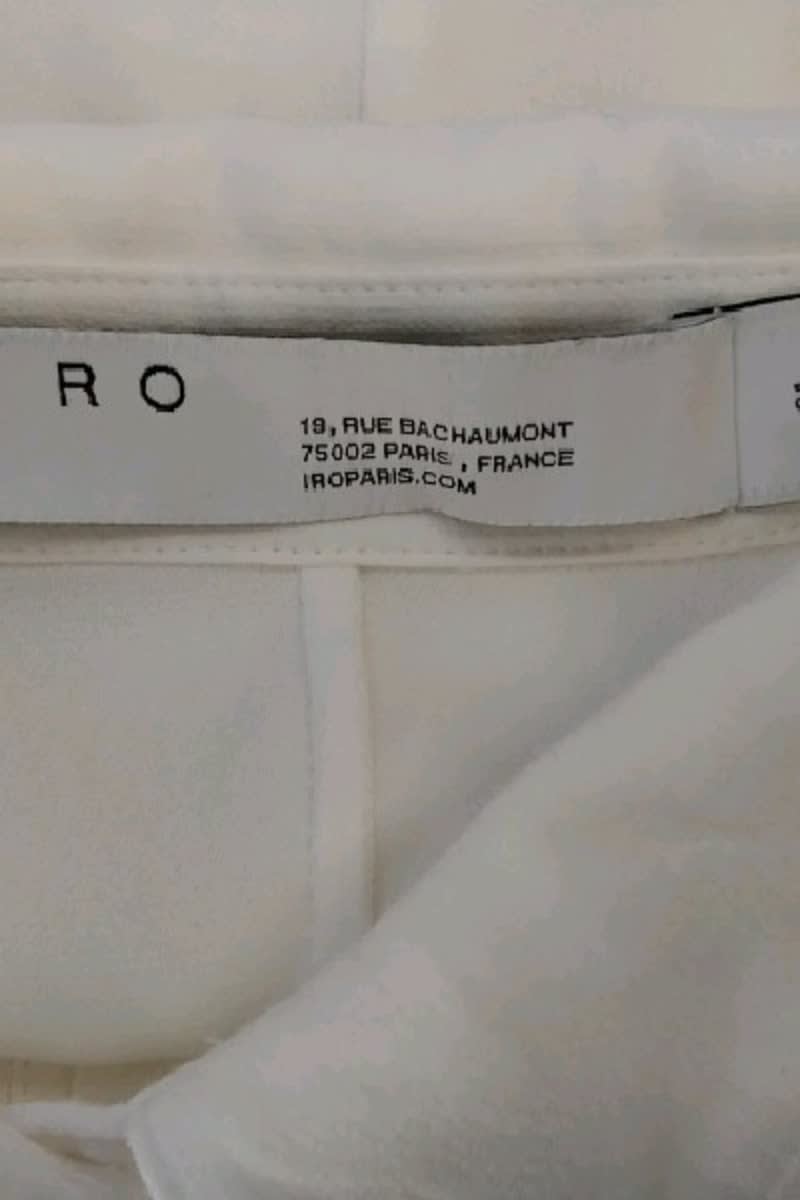 R O
19, RUE BACHAUMONT
75002 PARIS, FRANCE
IROPARIS.COM